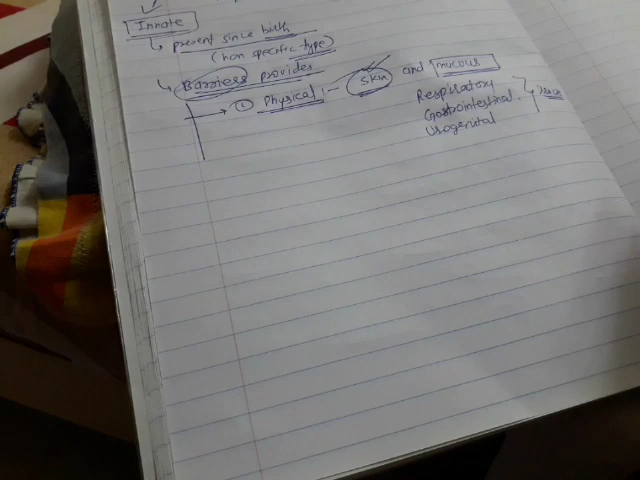 Innate
↳ present since birth
(non specific type)
↳ Barriers provides
→ ① Physical :- Skin and mucous
Respiratory
Gastrointestinal.
Urogenital